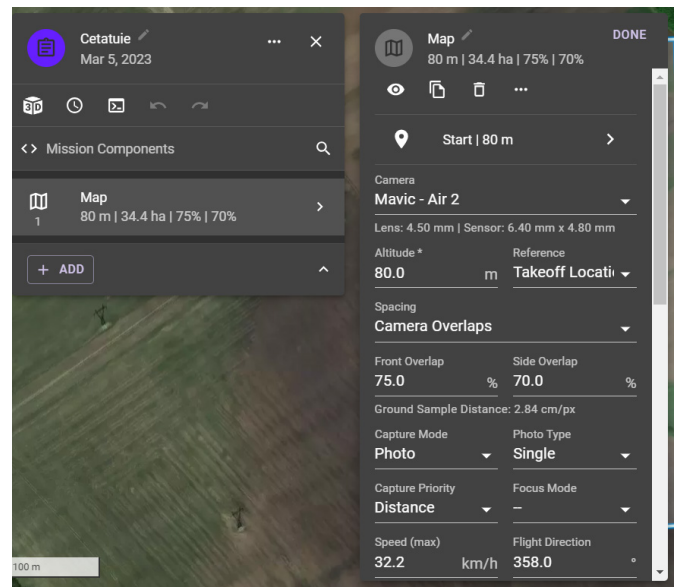 Cetatuie
Mar 5, 2023
3D
Mission Components
1
Map
80 m | 34.4 ha | 75% | 70%
+ ADD
100 m
Map
80 m | 34.4 ha | 75% | 70%
DONE
Start | 80 m
Camera
Mavic - Air 2
Lens: 4.50 mm | Sensor: 6.40 mm x 4.80 mm
Altitude * Reference
80.0 m Takeoff Locati
Spacing
Camera Overlaps
Front Overlap Side Overlap
75.0 % 70.0 %
Ground Sample Distance: 2.84 cm/px
Capture Mode Photo Type
Photo Single
Capture Priority Focus Mode
Distance –
Speed (max) Flight Direction
32.2 km/h 358.0 °